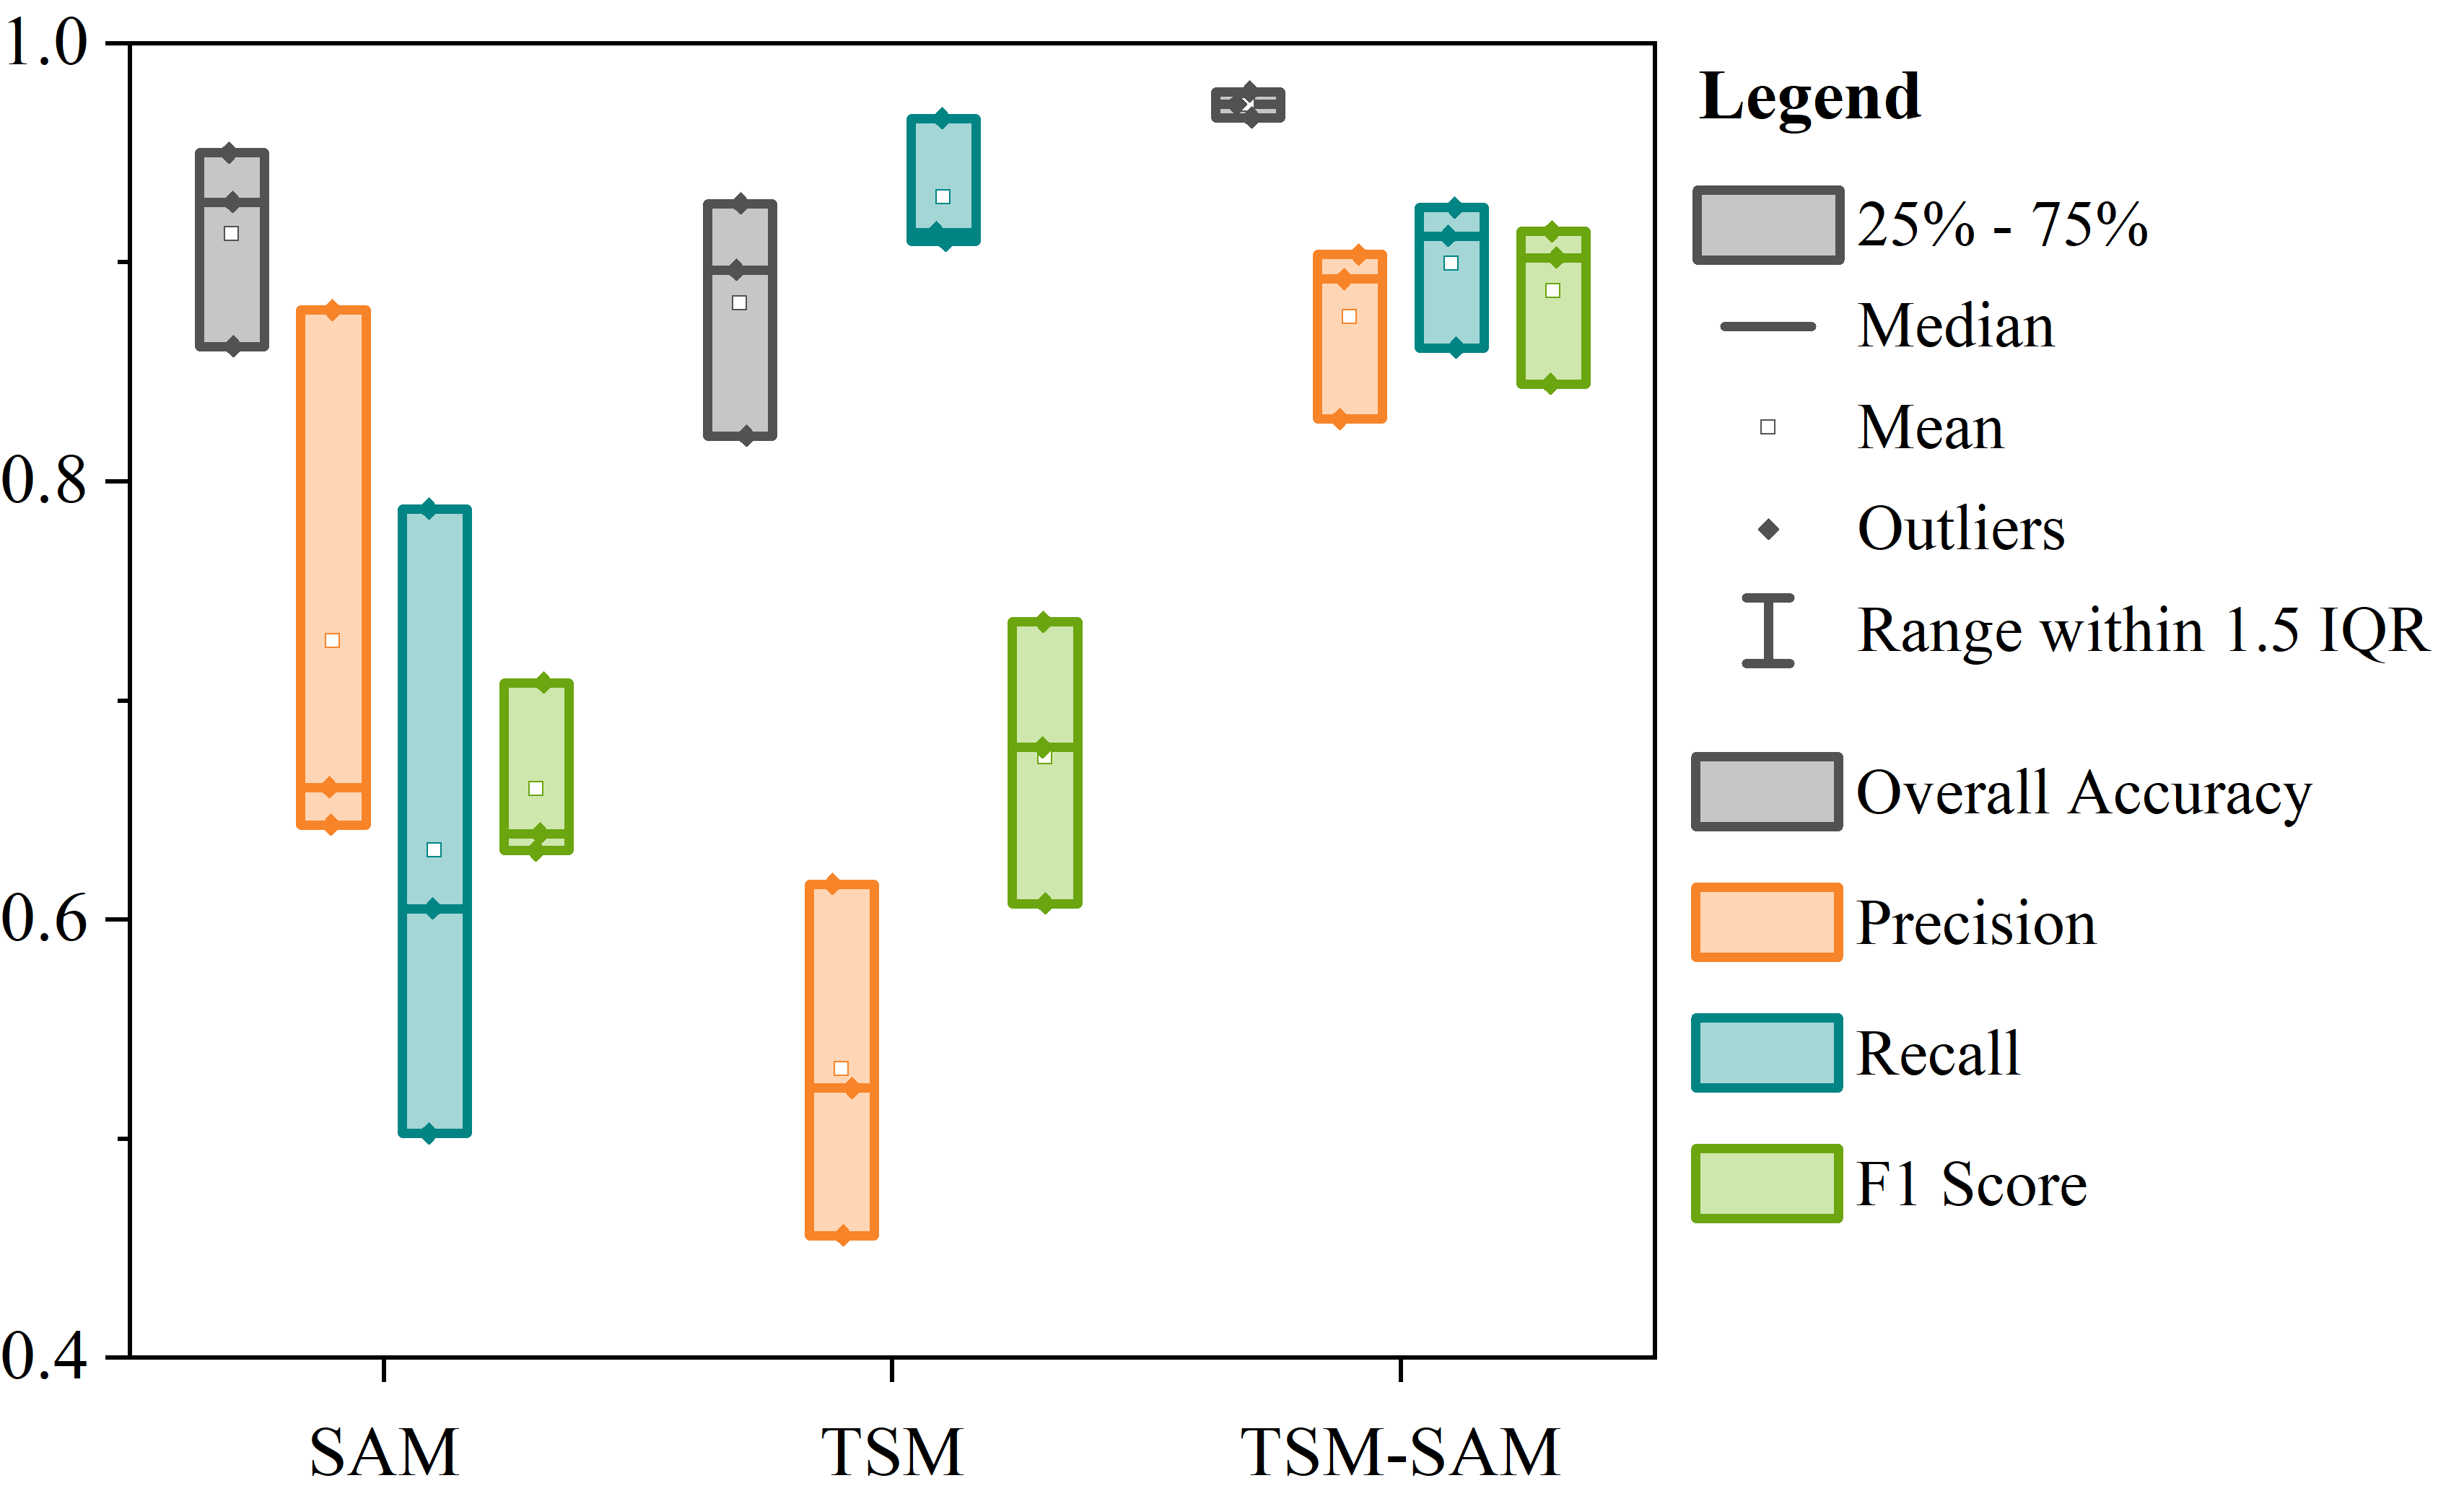 1.0
0.8
0.6
0.4
SAM
TSM
TSM-SAM
Legend
25% - 75%
Median
Mean
Outliers
Range within 1.5 IQR
Overall Accuracy
Precision
Recall
F1 Score